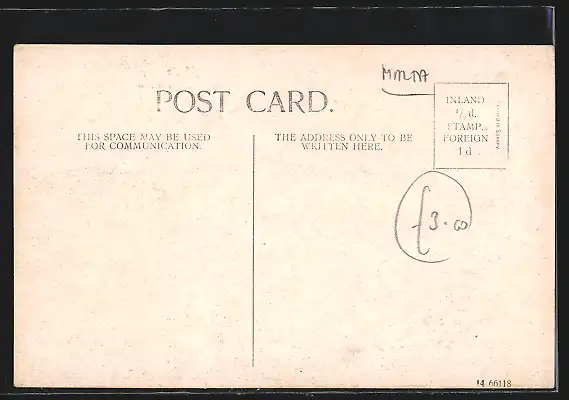 MALTA
POST CARD.
THIS SPACE MAY BE USED
FOR COMMUNICATION.
THE ADDRESS ONLY TO BE
WRITTEN HERE.
INLAND
½d.
STAMP.
FOREIGN
1d.
£3.00
14 66118